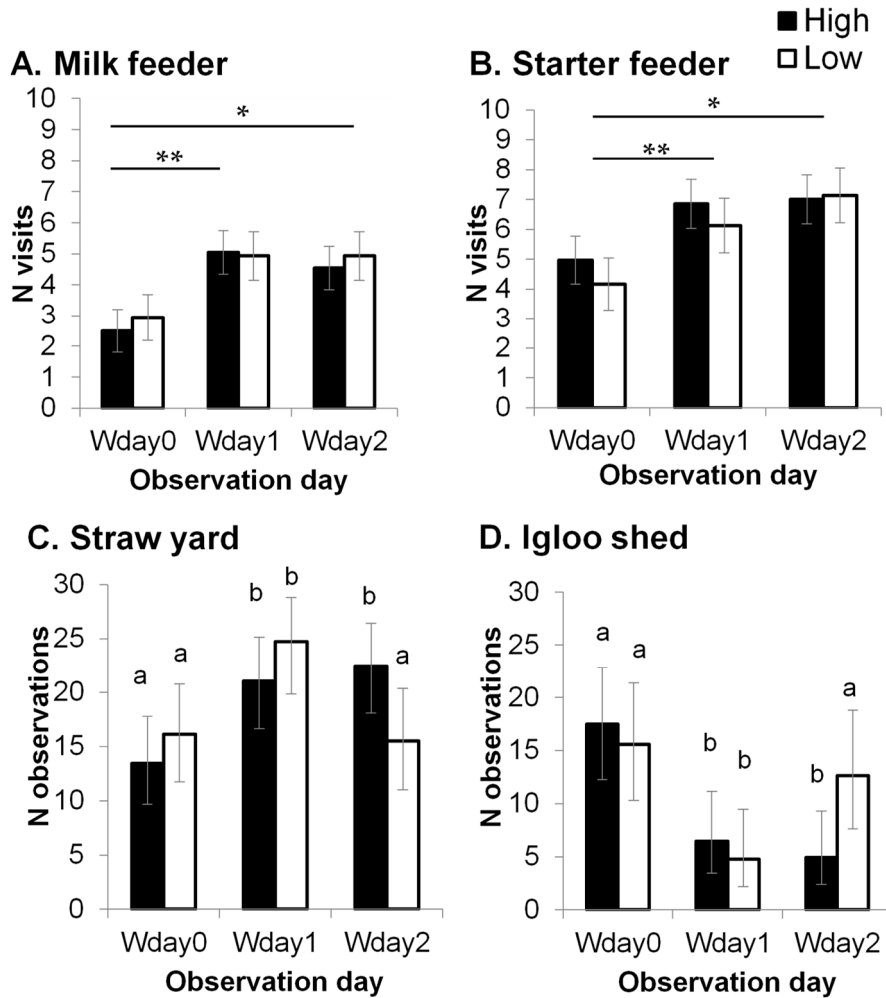 High
Low
A. Milk feeder
10
9
8
7
6
5
4
3
2
1
0
N visits
*
**
Wday0 Wday1 Wday2
Observation day
B. Starter feeder
10
9
8
7
6
5
4
3
2
1
0
N visits
*
**
Wday0 Wday1 Wday2
Observation day
C. Straw yard
30
25
20
15
10
5
0
N observations
a a b b b a
Wday0 Wday1 Wday2
Observation day
D. Igloo shed
30
25
20
15
10
5
0
N observations
a a b b b a
Wday0 Wday1 Wday2
Observation day